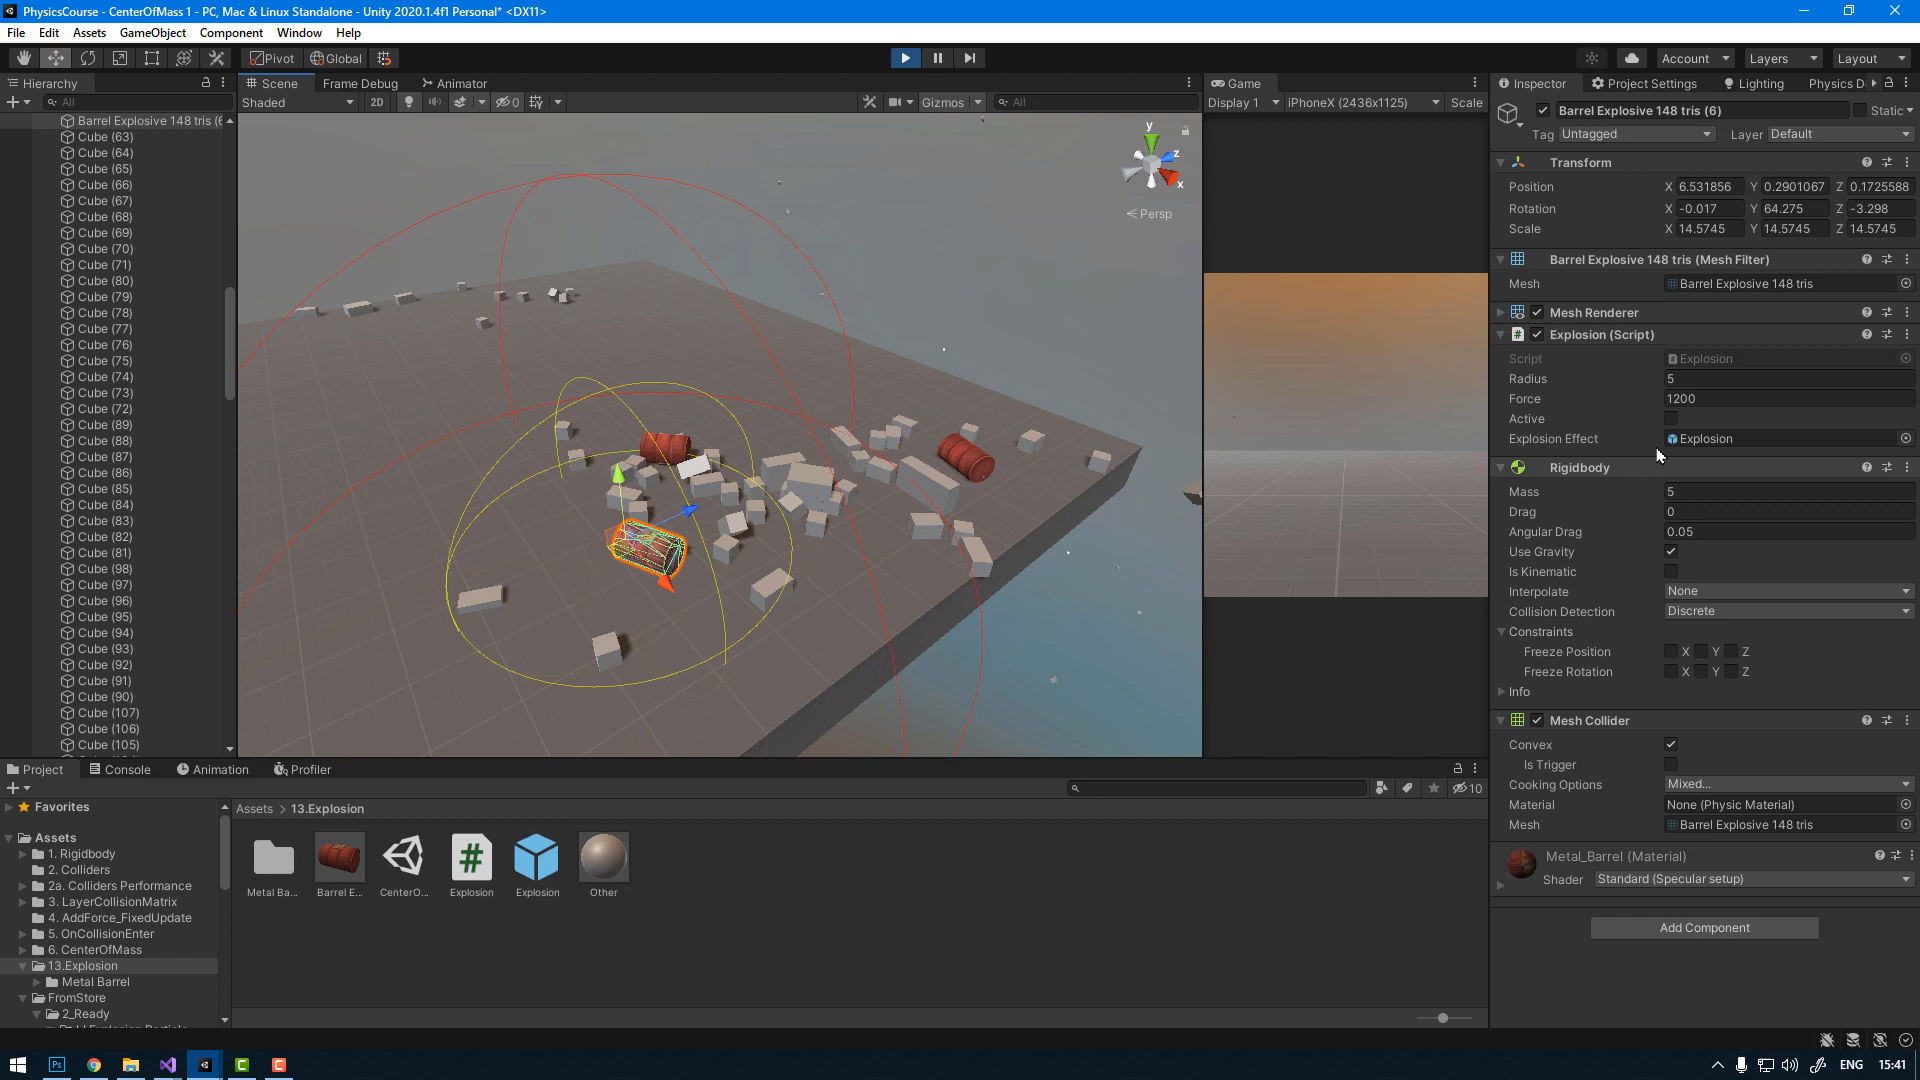 PhysicsCourse - CenterOfMass 1 - PC, Mac & Linux Standalone - Unity 2020.1.4f1 Personal* <DX11>
File Edit Assets GameObject Component Window Help
Pivot Global Account Layers Layout
Hierarchy Scene Frame Debug Animator Game Inspector Project Settings Lighting Physics D
All Shaded 2D 0 Gizmos All Display 1 iPhoneX (2436x1125) Scale
Barrel Explosive 148 tris (6
Cube (63)
Cube (64)
Cube (65)
Cube (66)
Cube (67)
Cube (68)
Cube (69)
Cube (70)
Cube (71)
Cube (80)
Cube (79)
Cube (78)
Cube (77)
Cube (76)
Cube (75)
Cube (74)
Cube (73)
Cube (72)
Cube (89)
Cube (88)
Cube (87)
Cube (86)
Cube (85)
Cube (84)
Cube (83)
Cube (82)
Cube (81)
Cube (98)
Cube (97)
Cube (96)
Cube (95)
Cube (94)
Cube (93)
Cube (92)
Cube (91)
Cube (90)
Cube (107)
Cube (106)
Cube (105)
y
z
x
Persp
Barrel Explosive 148 tris (6) Static
Tag Untagged Layer Default
Transform
Position X 6.531856 Y 0.2901067 Z 0.1725588
Rotation X -0.017 Y 64.275 Z -3.298
Scale X 14.5745 Y 14.5745 Z 14.5745
Barrel Explosive 148 tris (Mesh Filter)
Mesh Barrel Explosive 148 tris
Mesh Renderer
# Explosion (Script)
Script Explosion
Radius 5
Force 1200
Active
Explosion Effect Explosion
Rigidbody
Mass 5
Drag 0
Angular Drag 0.05
Use Gravity
Is Kinematic
Interpolate None
Collision Detection Discrete
Constraints
Freeze Position X Y Z
Freeze Rotation X Y Z
Info
Mesh Collider
Convex
Is Trigger
Cooking Options Mixed...
Material None (Physic Material)
Mesh Barrel Explosive 148 tris
Metal_Barrel (Material)
Shader Standard (Specular setup)
Add Component
Project Console Animation Profiler
10
Favorites
Assets
1. Rigidbody
2. Colliders
2a. Colliders Performance
3. LayerCollisionMatrix
4. AddForce_FixedUpdate
5. OnCollisionEnter
6. CenterOfMass
13.Explosion
Metal Barrel
FromStore
2_Ready
Assets > 13.Explosion
#
Metal Ba... Barrel E... CenterO... Explosion Explosion Other
Ps C C ENG 15:41